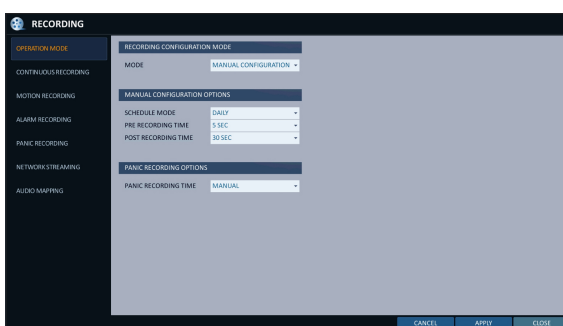 RECORDING
OPERATION MODE
CONTINUOUS RECORDING
MOTION RECORDING
ALARM RECORDING
PANIC RECORDING
NETWORK STREAMING
AUDIO MAPPING
RECORDING CONFIGURATION MODE
MODE MANUAL CONFIGURATION
MANUAL CONFIGURATION OPTIONS
SCHEDULE MODE DAILY
PRE RECORDING TIME 5 SEC
POST RECORDING TIME 30 SEC
PANIC RECORDING OPTIONS
PANIC RECORDING TIME MANUAL
CANCEL APPLY CLOSE